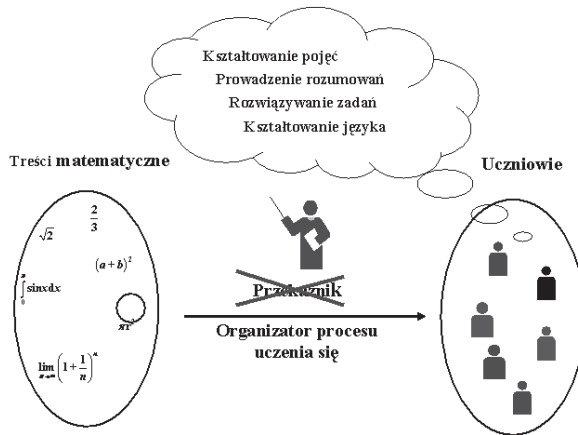 Kształtowanie pojęć
Prowadzenie rozumowań
Rozwiązywanie zadań
Kształtowanie języka
Treści matematyczne
Uczniowie
√2
2/3
(a+b)²
∫ sinxdx
πr²
lim n→∞ (1+1/n)ⁿ
Przekaźnik
Organizator procesu
uczenia się